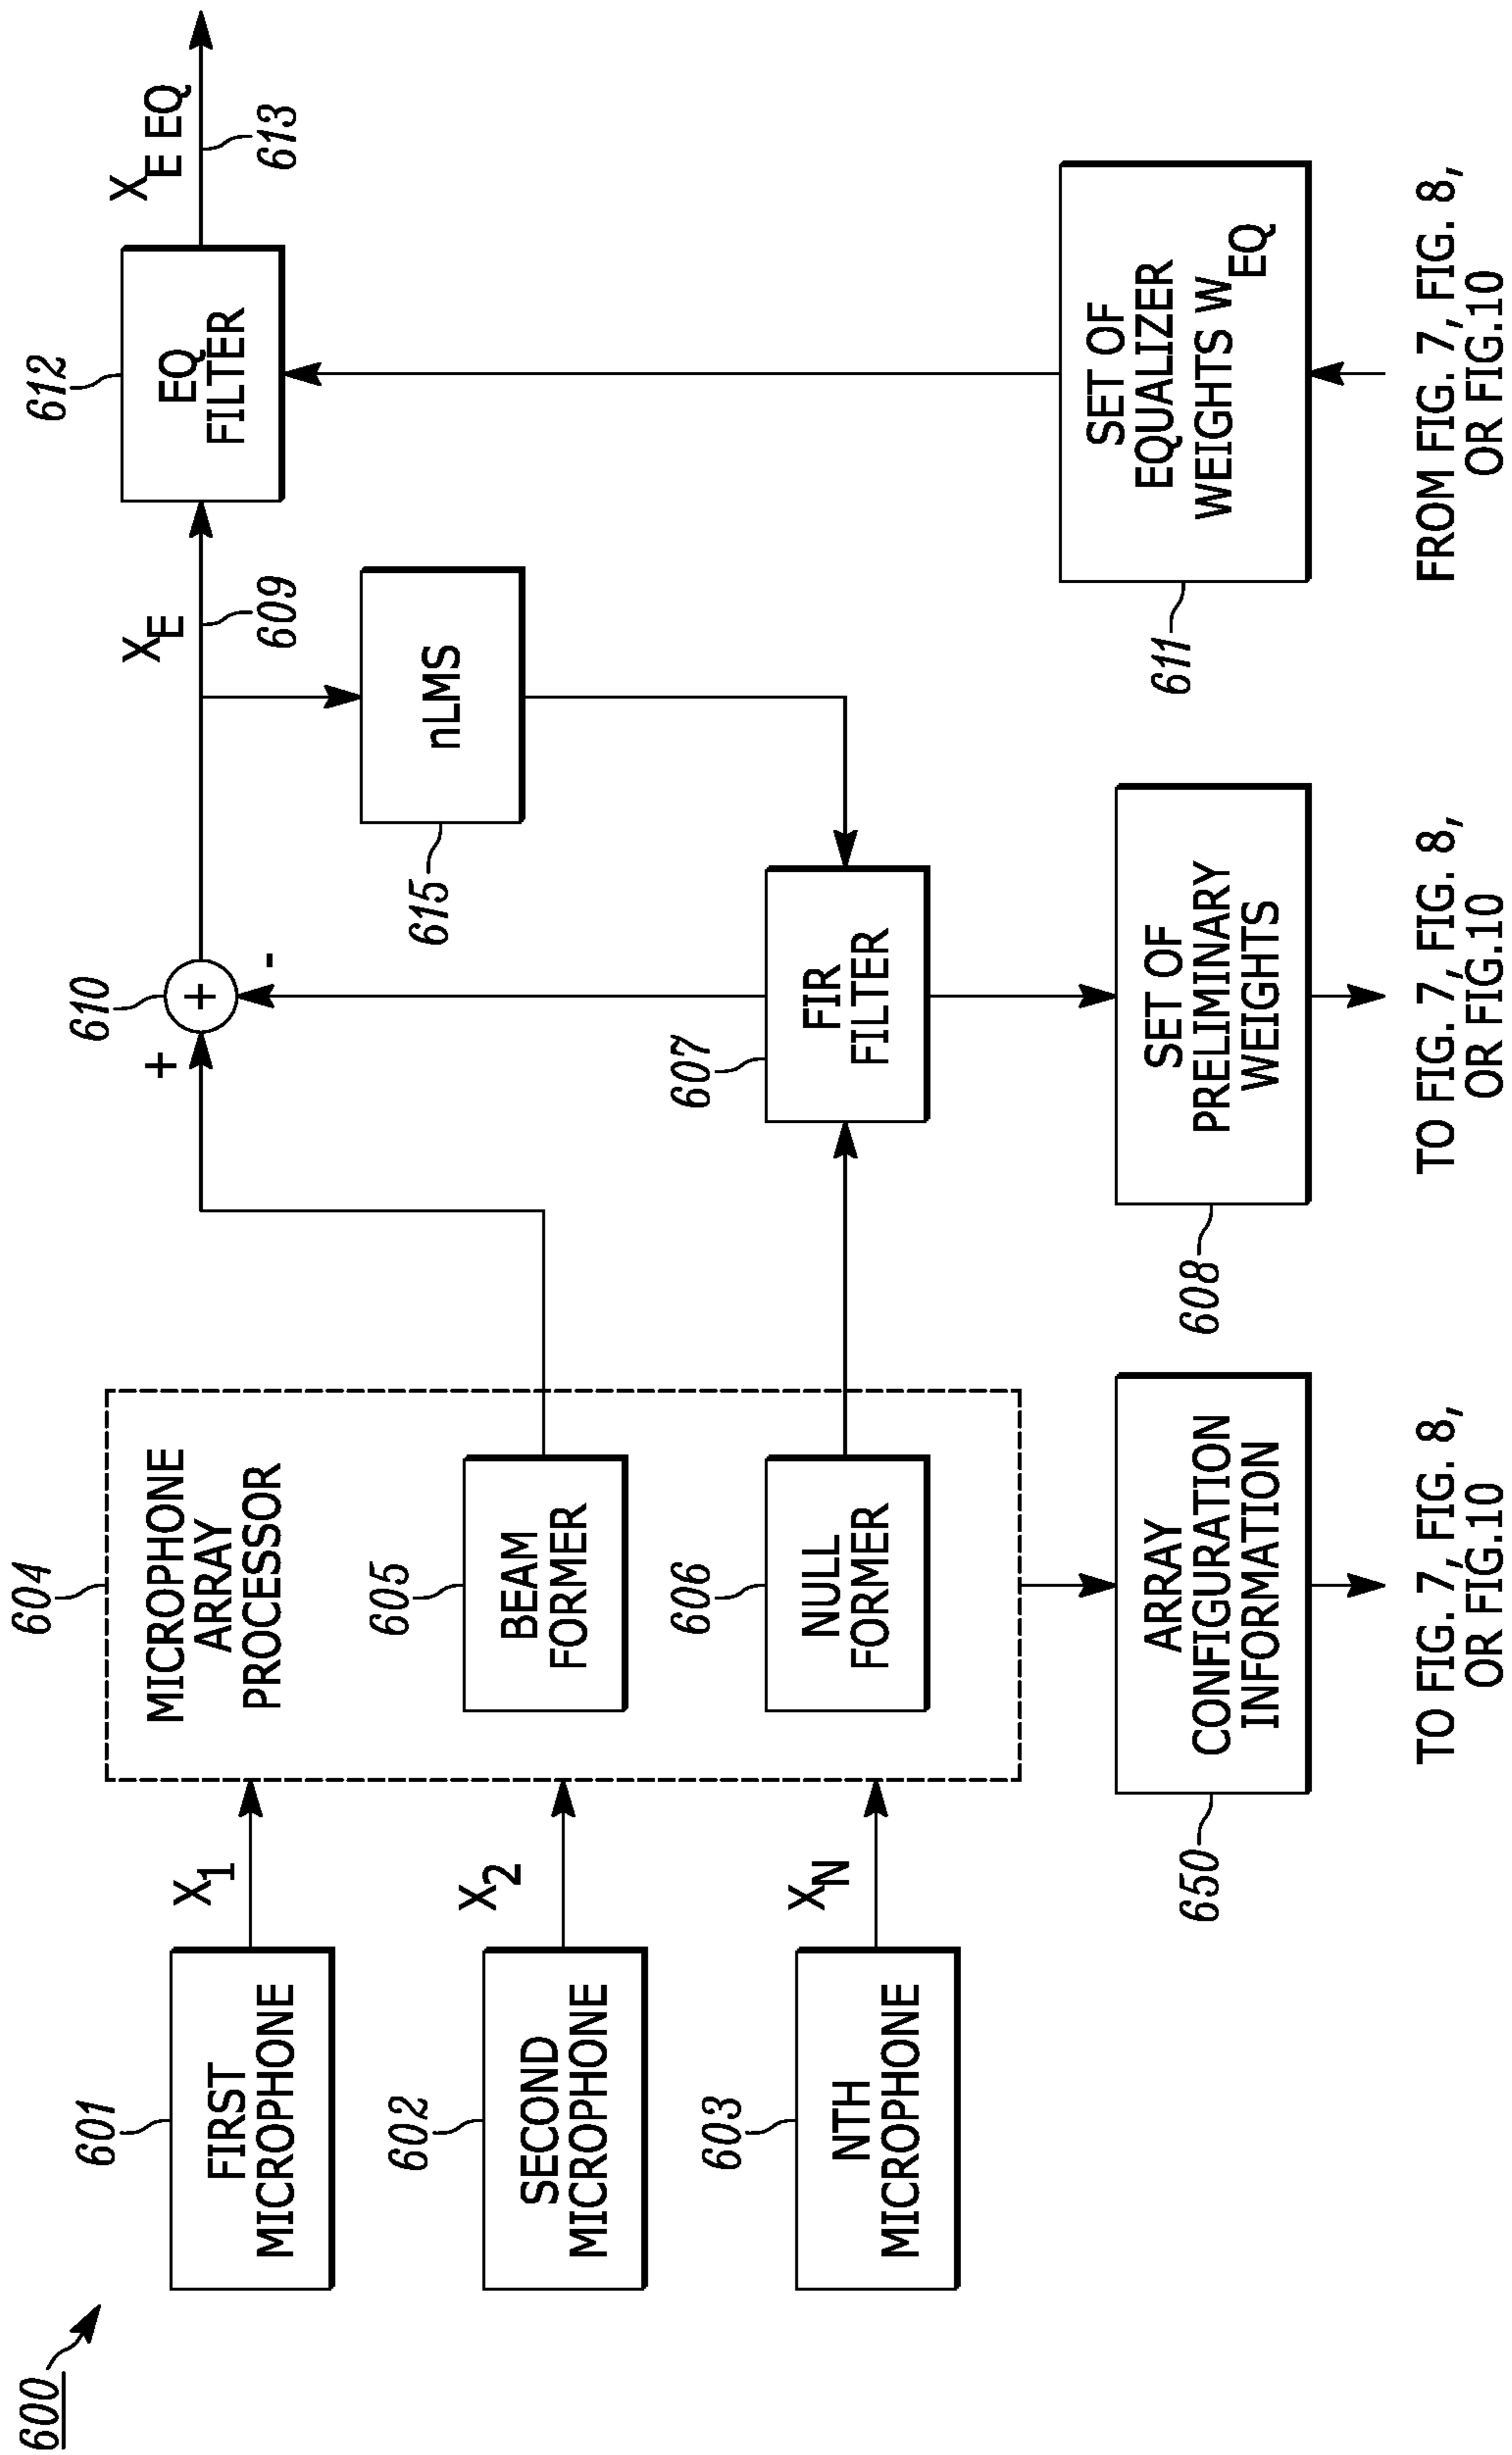 600
601
FIRST
MICROPHONE
X1
602
SECOND
MICROPHONE
X2
603
NTH
MICROPHONE
XN
604
MICROPHONE
ARRAY
PROCESSOR
605
BEAM
FORMER
606
NULL
FORMER
650
ARRAY
CONFIGURATION
INFORMATION
TO FIG. 7, FIG. 8,
OR FIG.10
+
610
+
-
607
FIR
FILTER
608
SET OF
PRELIMINARY
WEIGHTS
TO FIG. 7, FIG. 8,
OR FIG.10
615
nLMS
XE
609
612
EQ
FILTER
XE EQ
613
611
SET OF
EQUALIZER
WEIGHTS WEQ
FROM FIG. 7, FIG. 8,
OR FIG.10